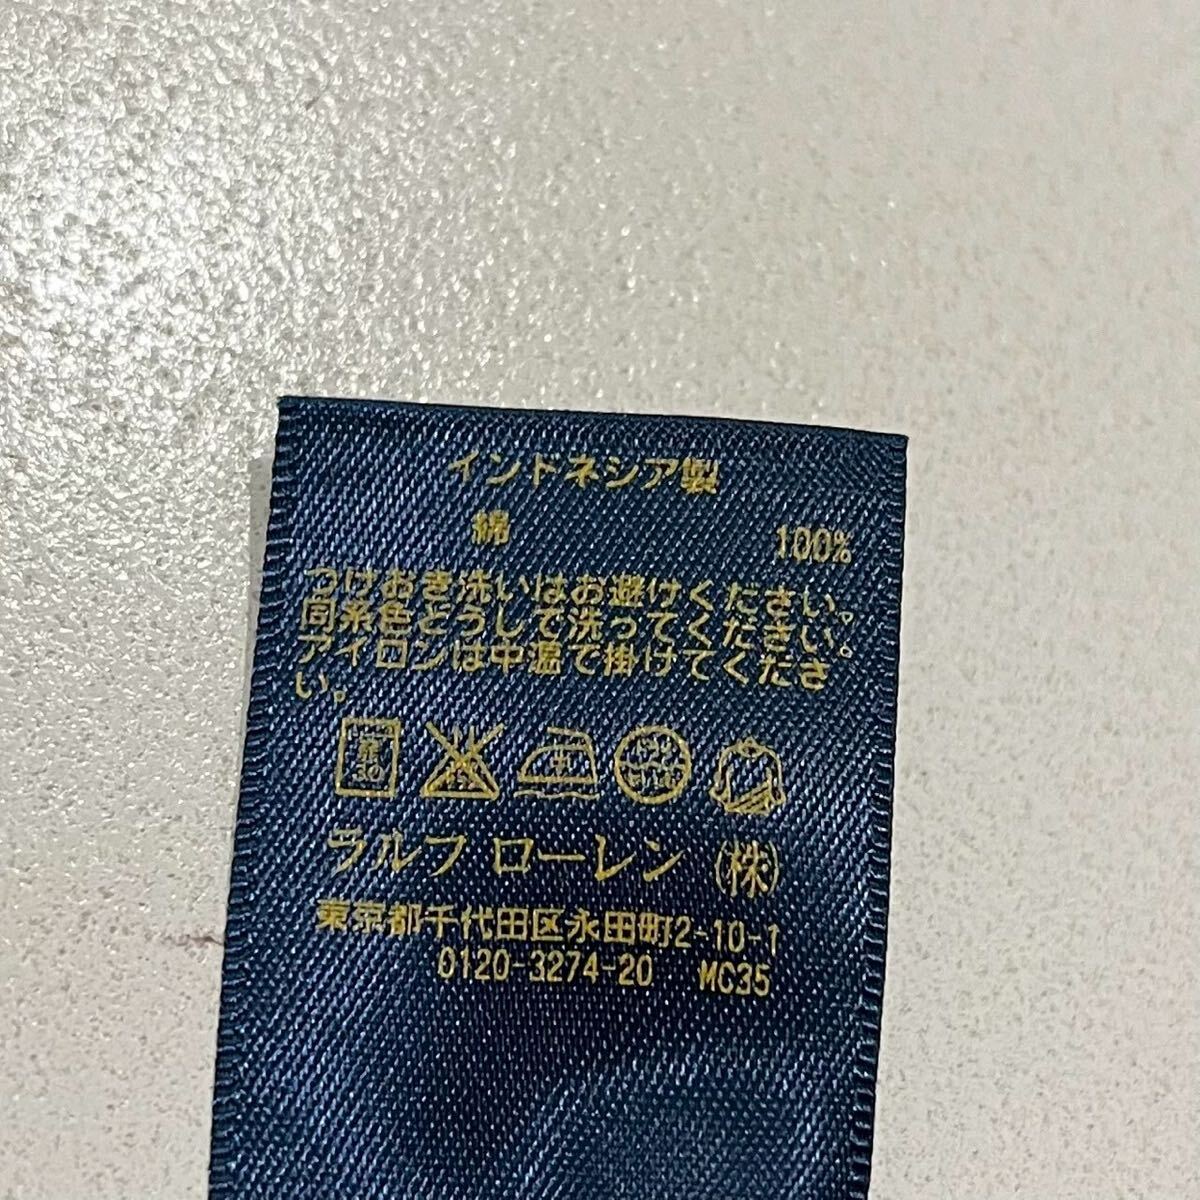 インドネシア製
綿 100%
つけおき洗いはお避けください。
同系色どうしで洗ってください。
アイロンは中温で掛けてくださ
い。
30 中
ラルフ ローレン (株)
東京都千代田区永田町2-10-1
0120-3274-20 MC35